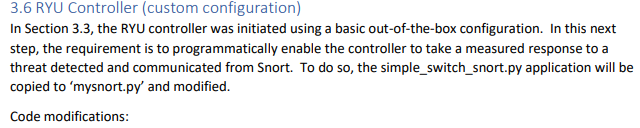 3.6 RYU Controller (custom configuration)
In Section 3.3, the RYU controller was initiated using a basic out-of-the-box configuration.  In this next
step, the requirement is to programmatically enable the controller to take a measured response to a
threat detected and communicated from Snort.  To do so, the simple_switch_snort.py application will be
copied to ‘mysnort.py’ and modified.
Code modifications: